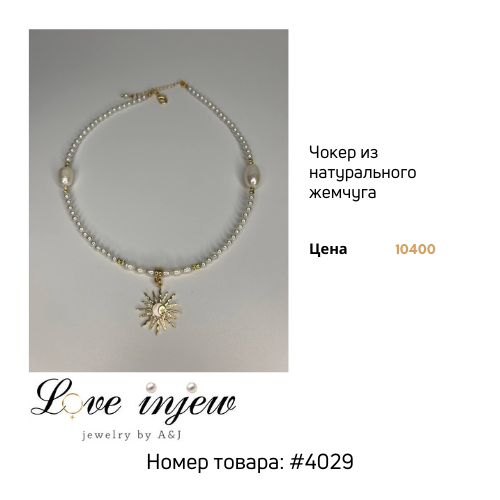 Чокер из
натурального
жемчуга
Цена 10400
Love injew
jewelry by A&J
Номер товара: #4029